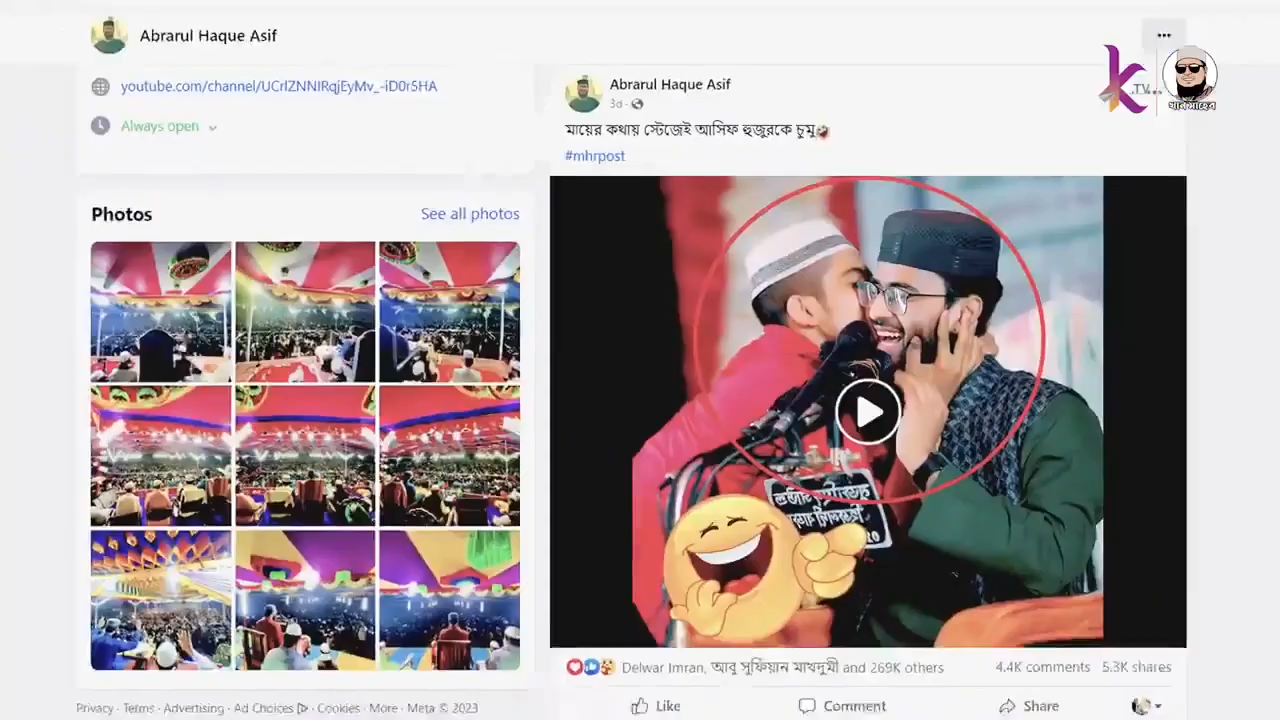 Abrarul Haque Asif
youtube.com/channel/UCrlZNNIRqjEyMv_-iD0r5HA
Always open
Photos
See all photos
Privacy · Terms · Advertising · Ad Choices · Cookies · More · Meta © 2023
Abrarul Haque Asif
3d
মায়ের কথায় স্টেজেই আসিফ হুজুরকে চুমু
#mhrpost
Delwar Imran, আবু সুফিয়ান মাখদুমী and 269K others
4.4K comments 5.3K shares
Like Comment Share
k TV...
খান সাহেব